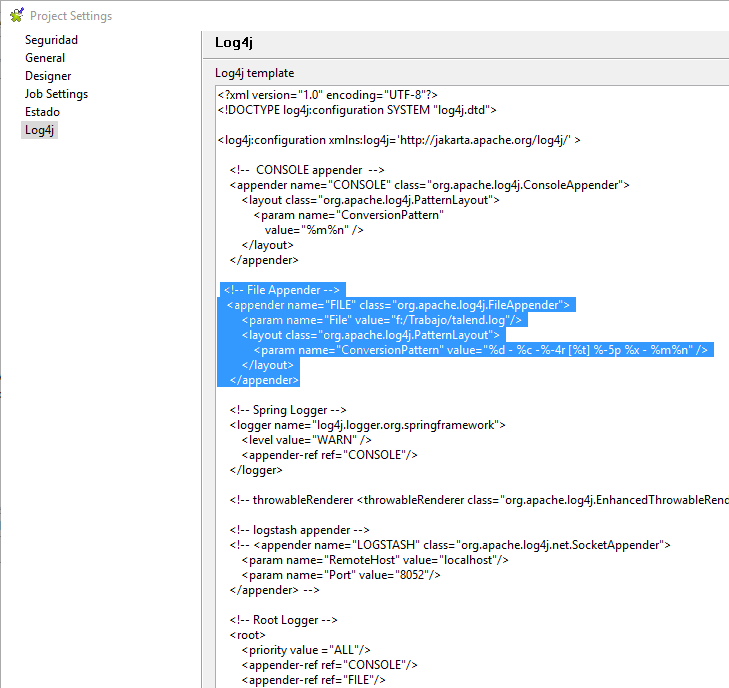 Project Settings
Seguridad
General
Designer
Job Settings
Estado
Log4j
Log4j
Log4j template
<?xml version="1.0" encoding="UTF-8"?>
<!DOCTYPE log4j:configuration SYSTEM "log4j.dtd">
<log4j:configuration xmlns:log4j='http://jakarta.apache.org/log4j/' >
<!--  CONSOLE appender  -->
<appender name="CONSOLE" class="org.apache.log4j.ConsoleAppender">
<layout class="org.apache.log4j.PatternLayout">
<param name="ConversionPattern"
value="%m%n" />
</layout>
</appender>
<!-- File Appender -->
<appender name="FILE" class="org.apache.log4j.FileAppender">
<param name="File" value="f:/Trabajo/talend.log"/>
<layout class="org.apache.log4j.PatternLayout">
<param name="ConversionPattern" value="%d - %c -%-4r [%t] %-5p %x - %m%n" />
</layout>
</appender>
<!-- Spring Logger -->
<logger name="log4j.logger.org.springframework">
<level value="WARN" />
<appender-ref ref="CONSOLE"/>
</logger>
<!-- throwableRenderer <throwableRenderer class="org.apache.log4j.EnhancedThrowableRend
<!-- logstash appender -->
<!-- <appender name="LOGSTASH" class="org.apache.log4j.net.SocketAppender">
<param name="RemoteHost" value="localhost"/>
<param name="Port" value="8052"/>
</appender> -->
<!-- Root Logger -->
<root>
<priority value ="ALL"/>
<appender-ref ref="CONSOLE"/>
<appender-ref ref="FILE"/>